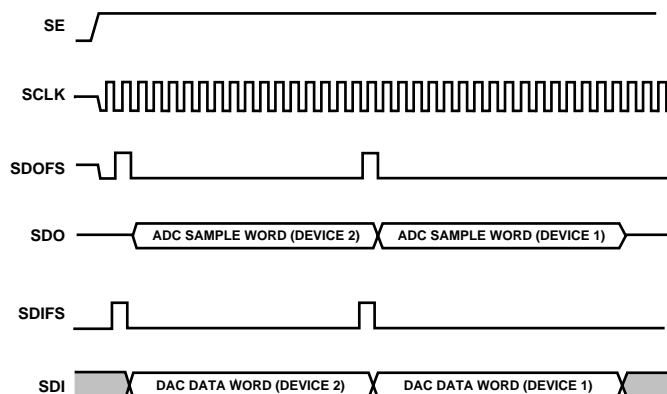 SE
SCLK
SDOFS
SDO
ADC SAMPLE WORD (DEVICE 2)
ADC SAMPLE WORD (DEVICE 1)
SDIFS
SDI
DAC DATA WORD (DEVICE 2)
DAC DATA WORD (DEVICE 1)